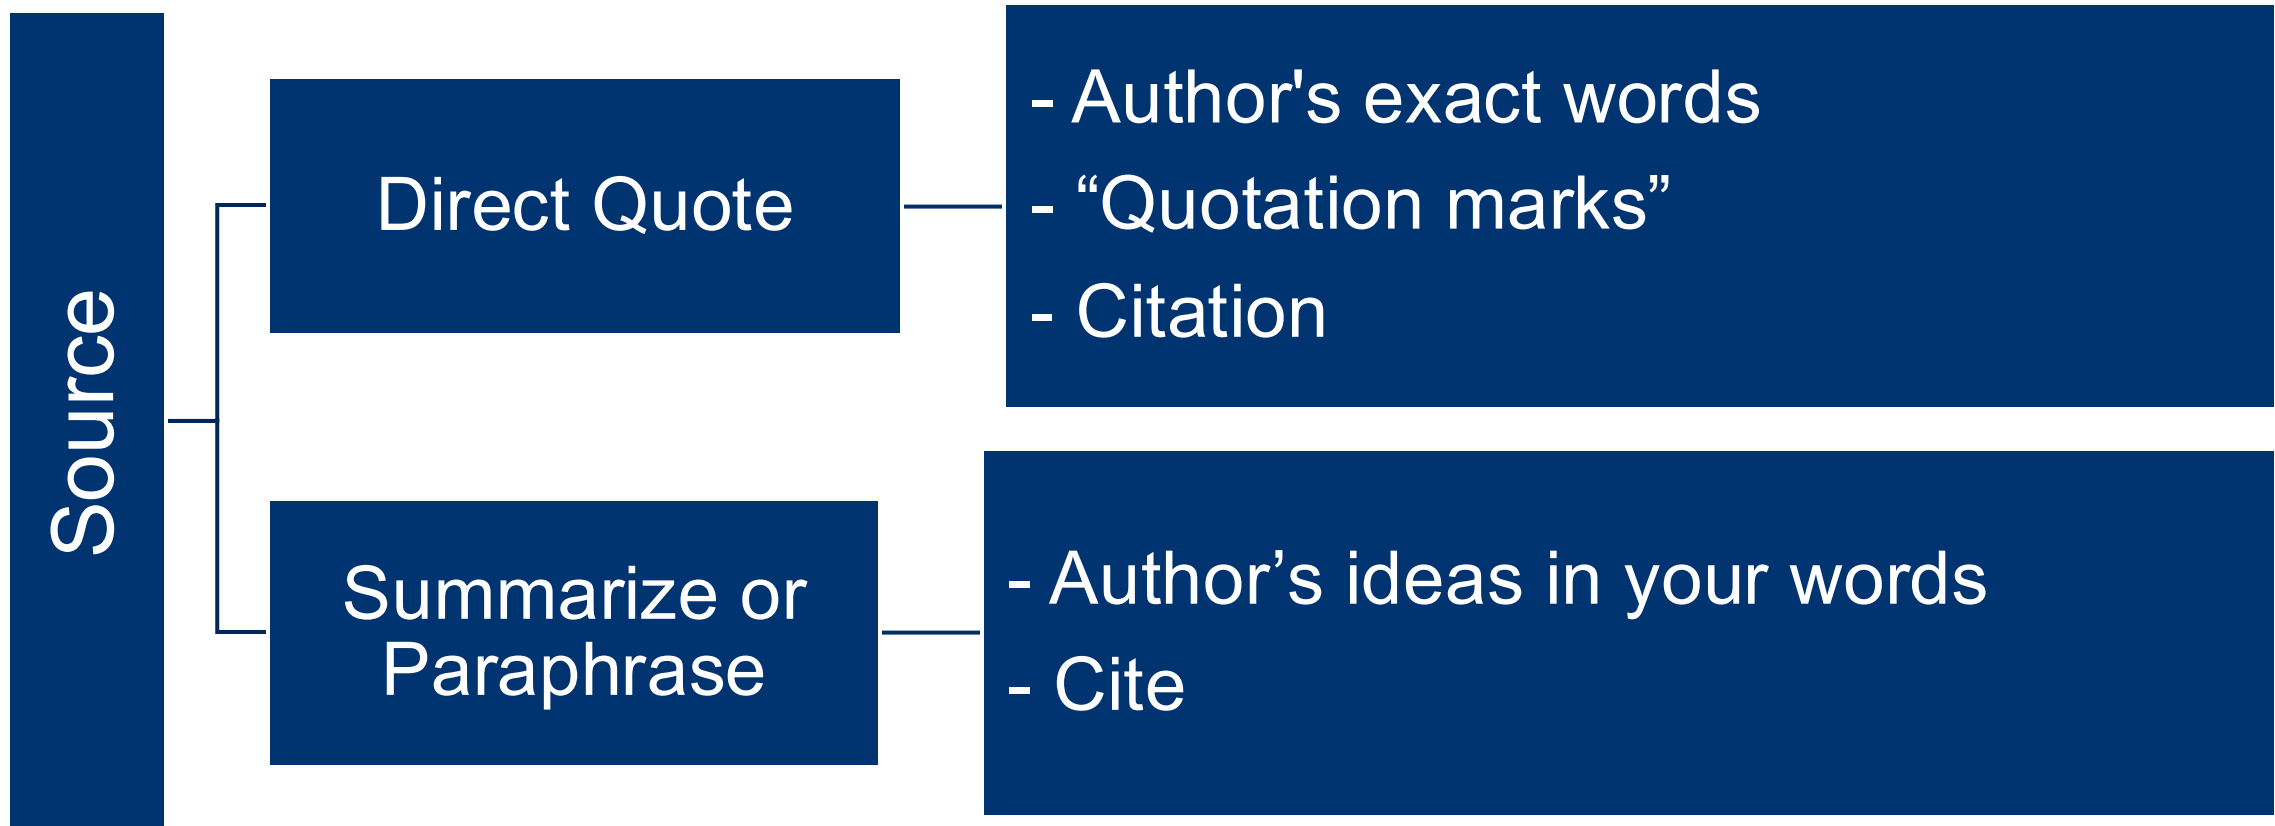 Source
Direct Quote
- Author's exact words
- “Quotation marks”
- Citation
Summarize or
Paraphrase
- Author’s ideas in your words
- Cite